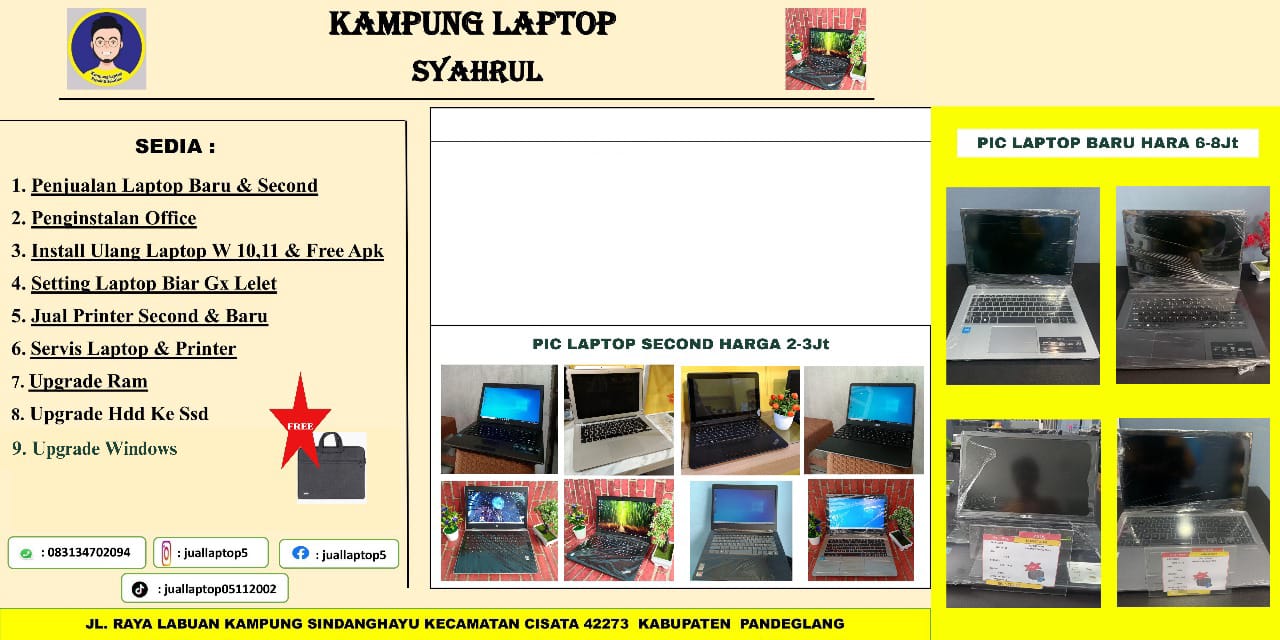 KAMPUNG LAPTOP
SYAHRUL
SEDIA :
1. Penjualan Laptop Baru & Second
2. Penginstalan Office
3. Install Ulang Laptop W 10,11 & Free Apk
4. Setting Laptop Biar Gx Lelet
5. Jual Printer Second & Baru
6. Servis Laptop & Printer
7. Upgrade Ram
8. Upgrade Hdd Ke Ssd
9. Upgrade Windows
FREE
: 083134702094
: juallaptop5
: juallaptop5
: juallaptop05112002
PIC LAPTOP SECOND HARGA 2-3Jt
PIC LAPTOP BARU HARA 6-8Jt
JL. RAYA LABUAN KAMPUNG SINDANGHAYU KECAMATAN CISATA 42273 KABUPATEN PANDEGLANG